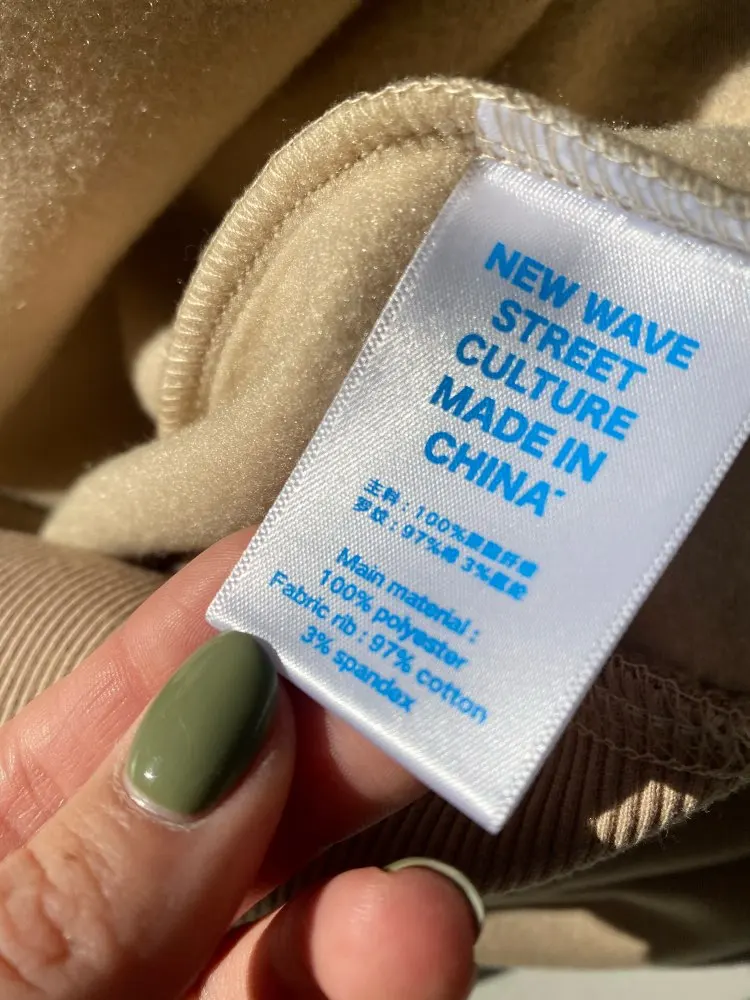 NEW WAVE
STREET
CULTURE
MADE IN
CHINA
主料：100%聚酯纤维
罗纹：97%棉 3%氨纶
Main material :
100% polyester
Fabric rib : 97% cotton
3% spandex